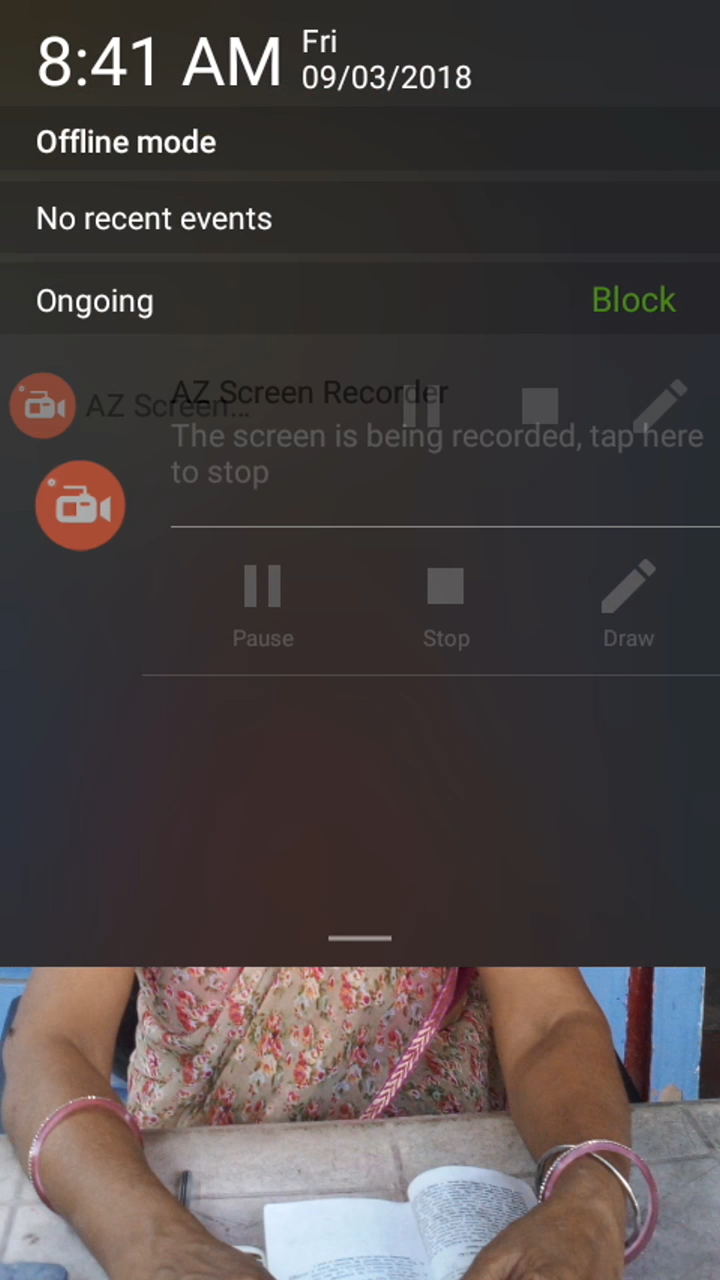 8:41 AM
Fri
09/03/2018
Offline mode
No recent events
Ongoing
Block
AZ Screen Recorder
AZ Screen...
The screen is being recorded, tap here
to stop
Pause
Stop
Draw